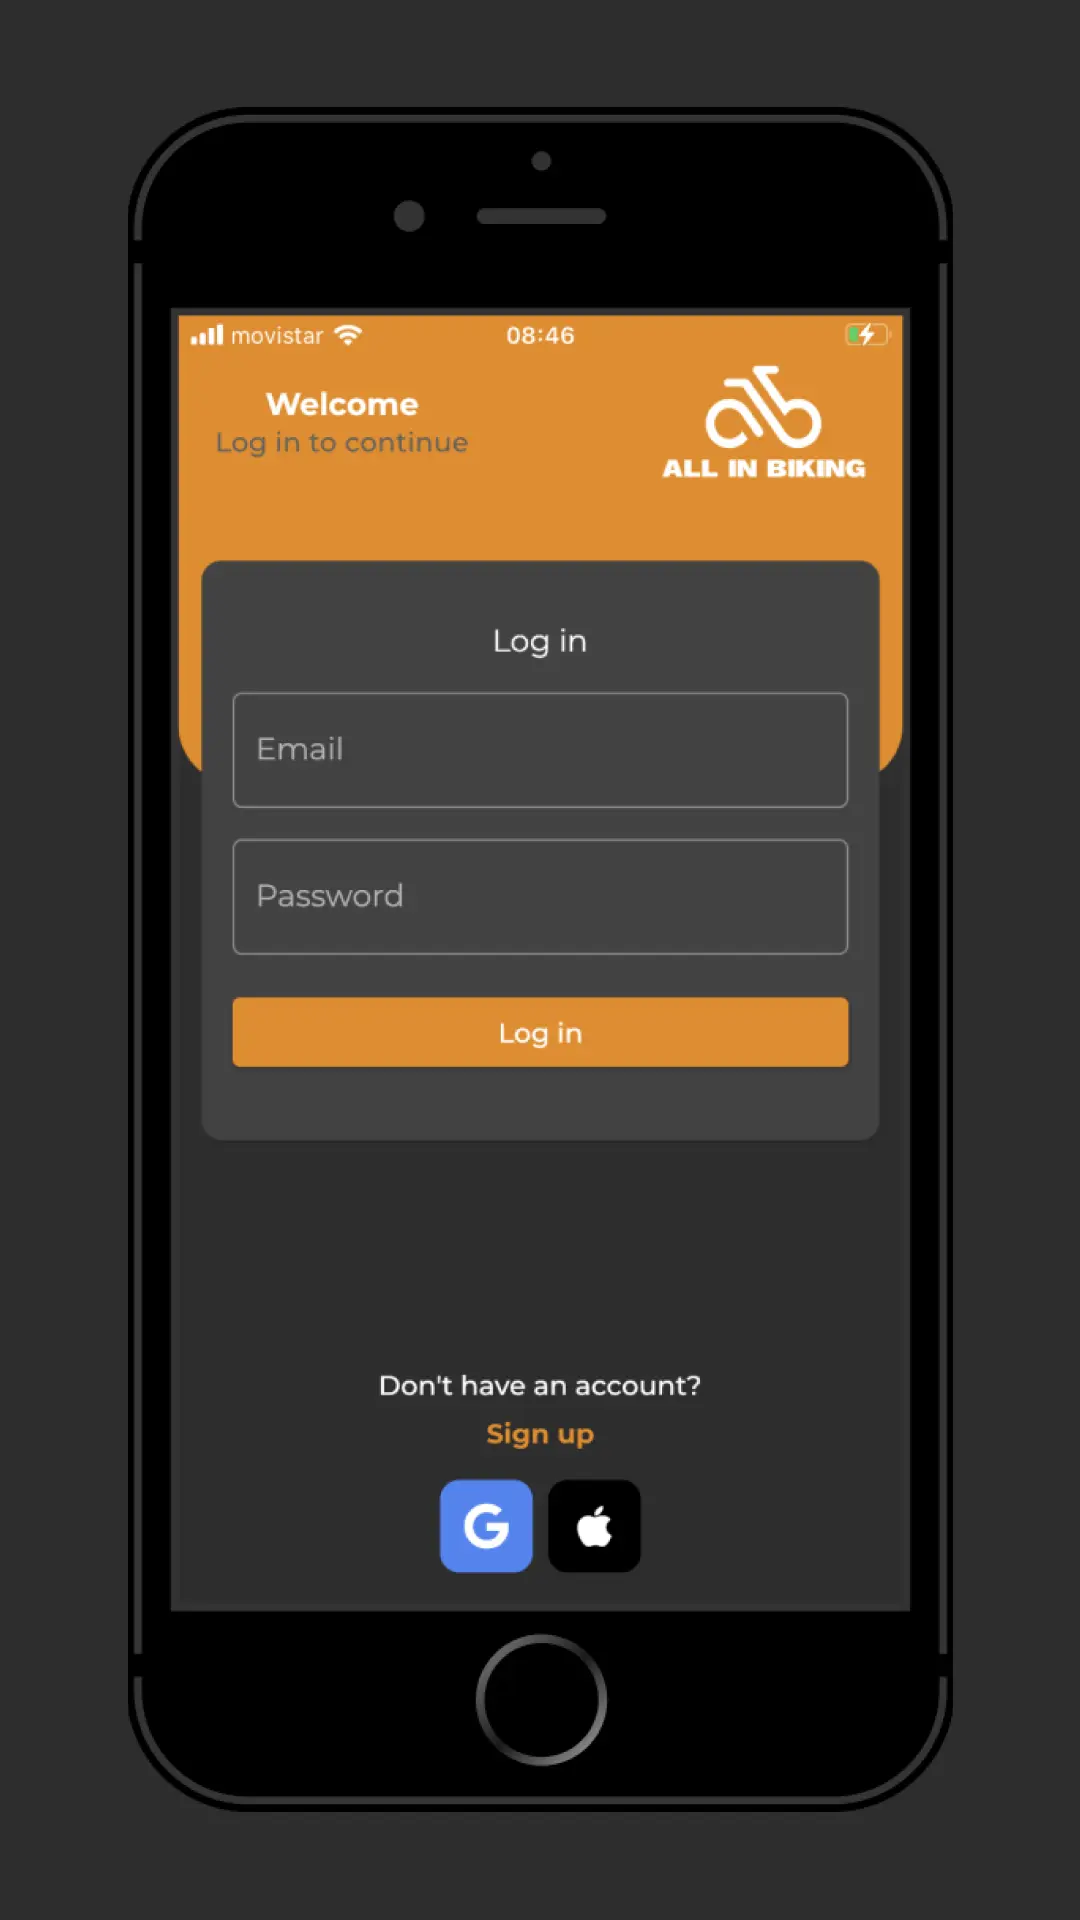 movistar
08:46
Welcome
Log in to continue
ALL IN BIKING
Log in
Email
Password
Log in
Don't have an account?
Sign up
G